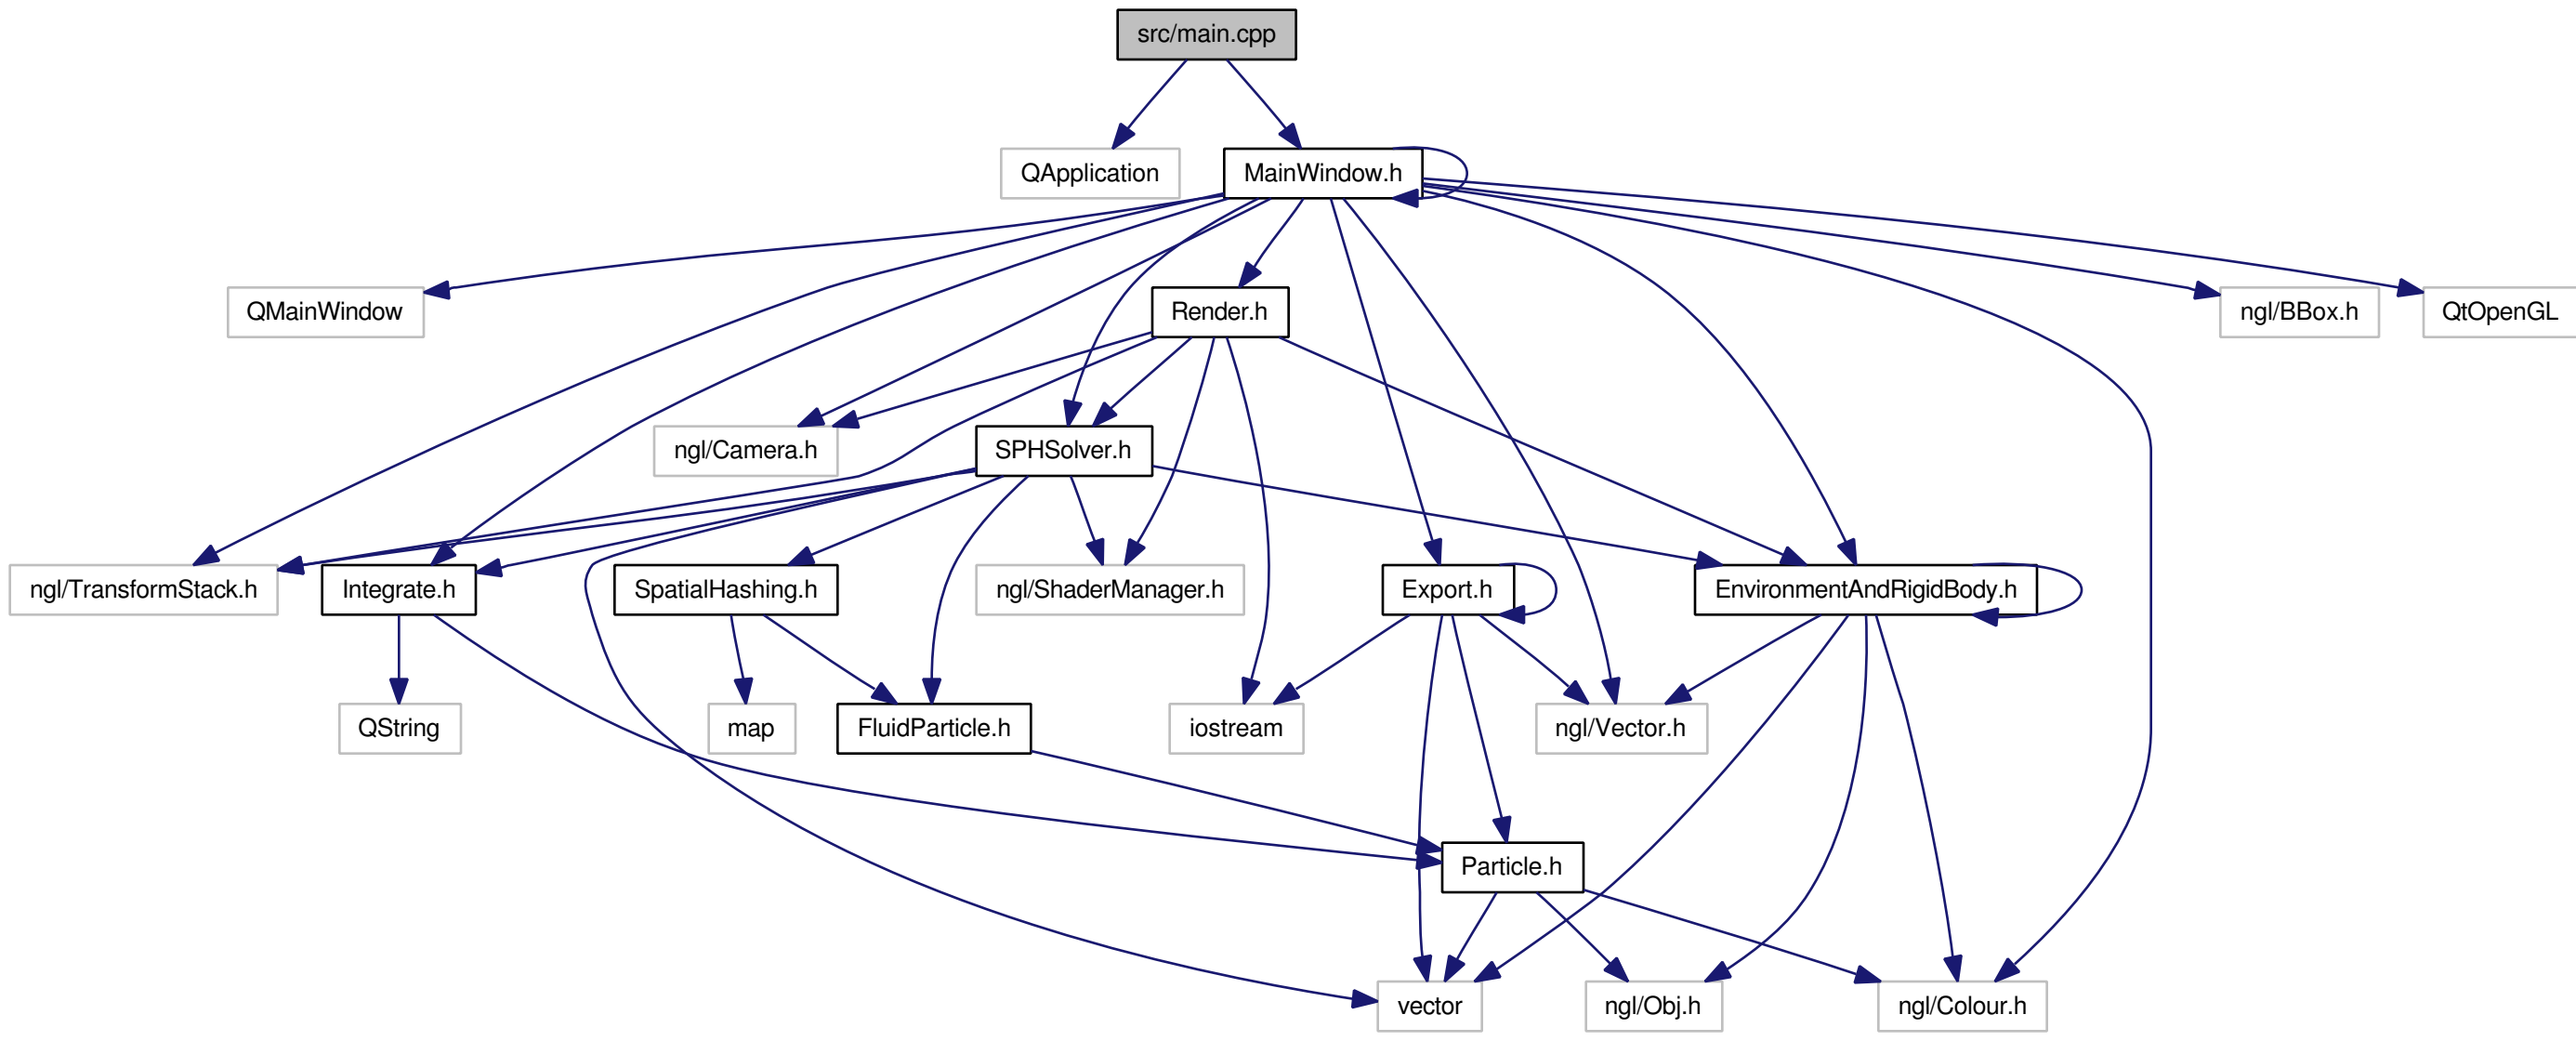 src/main.cpp
QApplication
MainWindow.h
QMainWindow
Render.h
ngl/BBox.h
QtOpenGL
ngl/Camera.h
SPHSolver.h
ngl/TransformStack.h
Integrate.h
SpatialHashing.h
ngl/ShaderManager.h
Export.h
EnvironmentAndRigidBody.h
QString
map
FluidParticle.h
iostream
ngl/Vector.h
Particle.h
vector
ngl/Obj.h
ngl/Colour.h